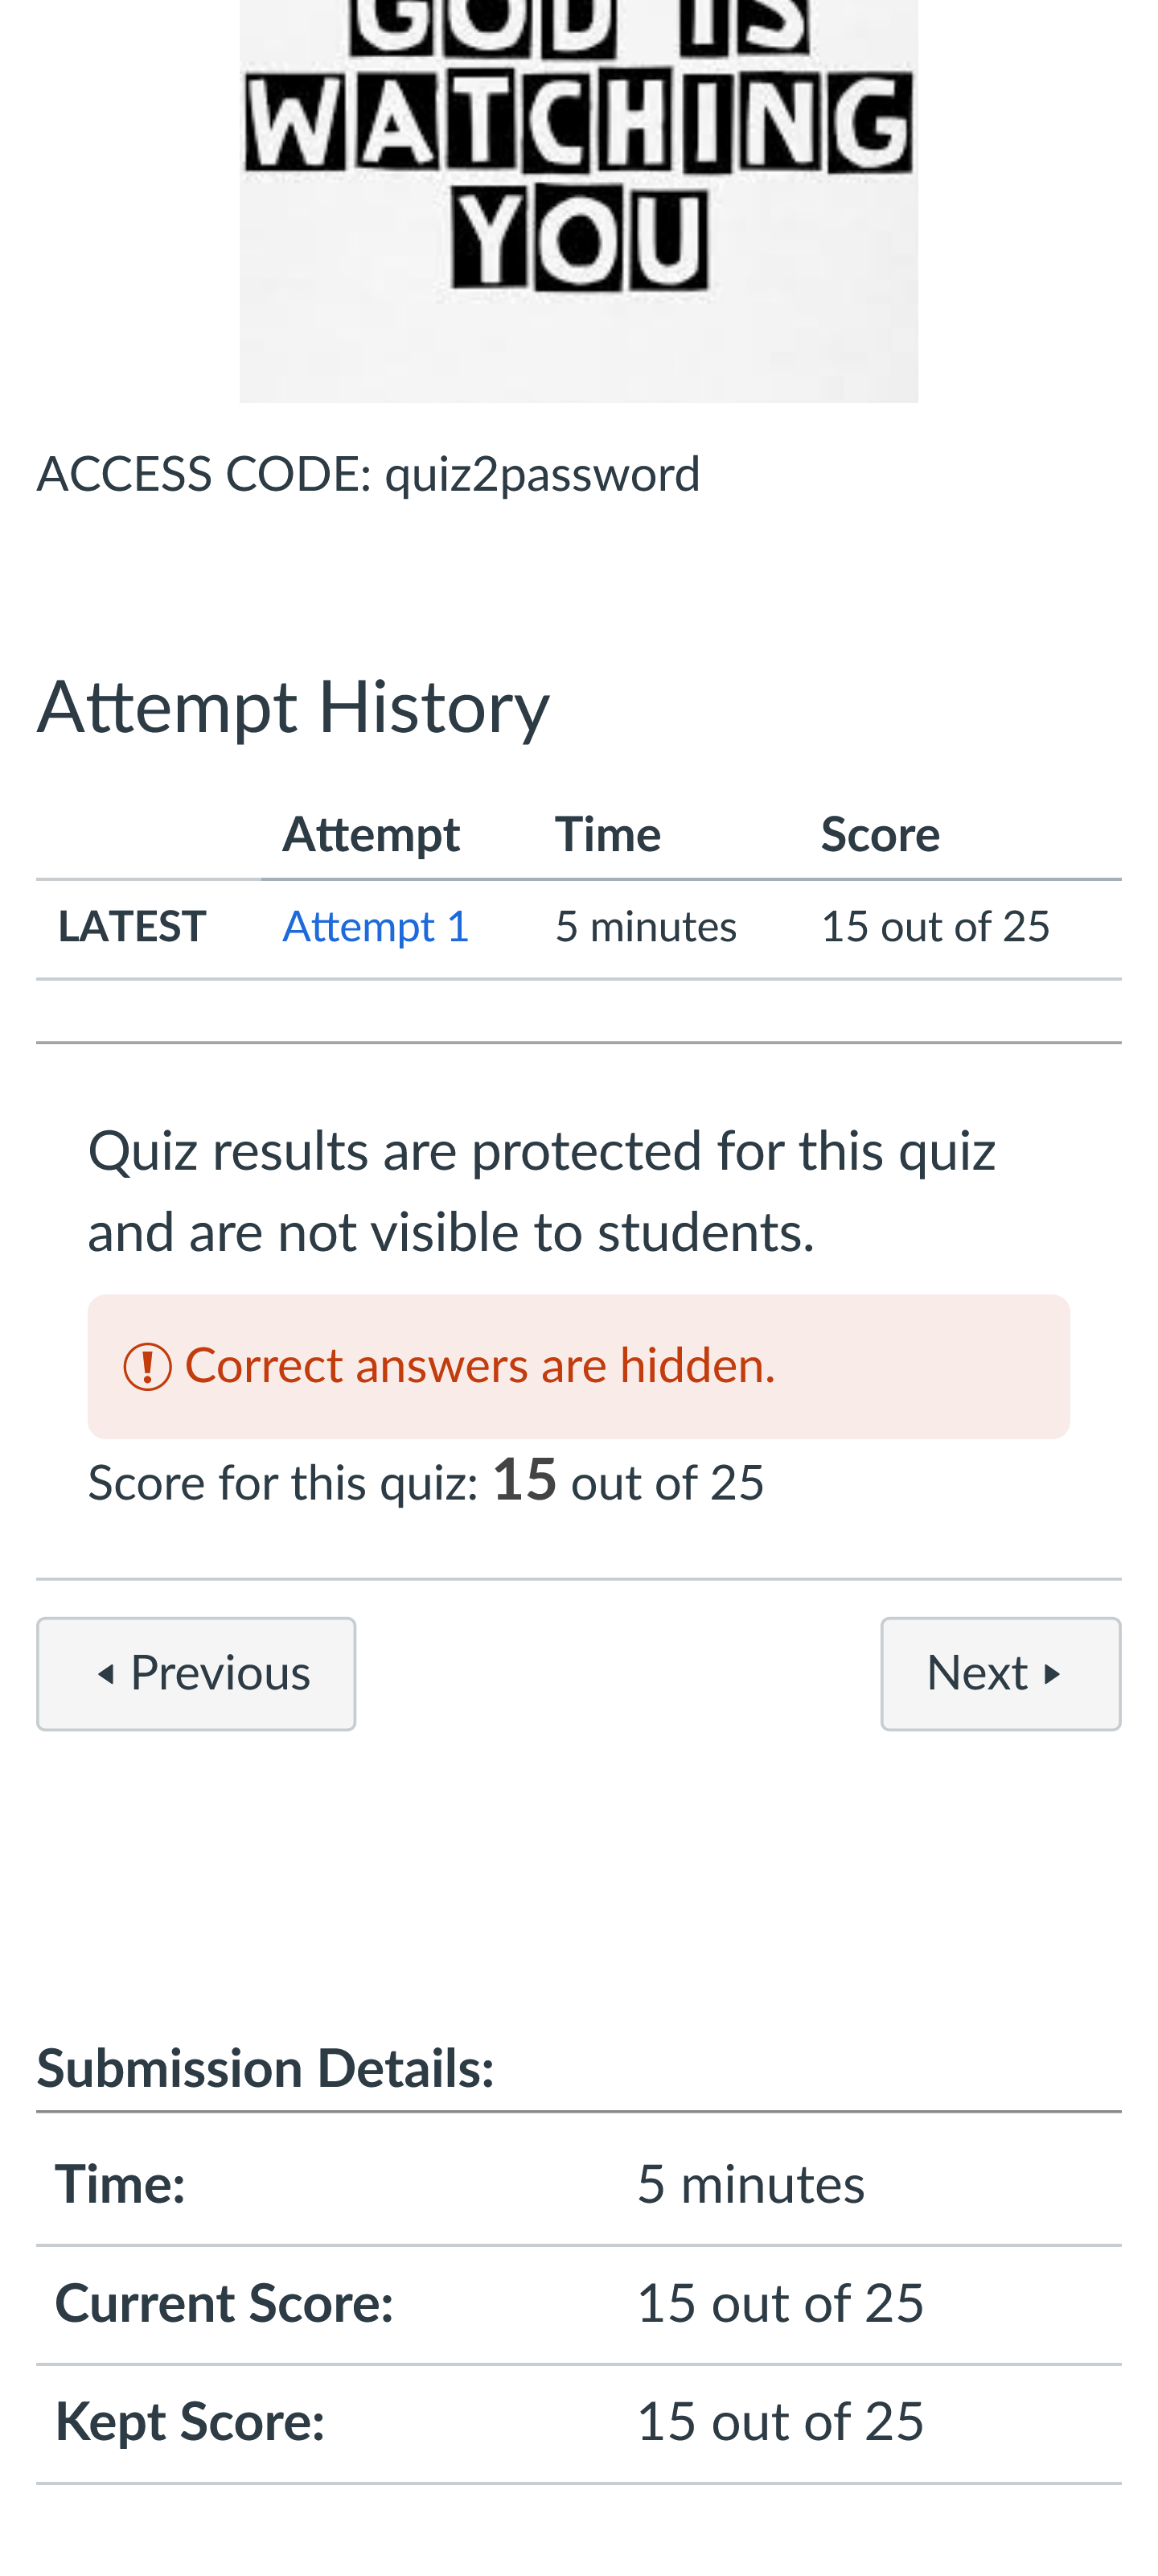 GOD IS
WATCHING
YOU
ACCESS CODE: quiz2password
Attempt History
Attempt Time Score
LATEST Attempt 1 5 minutes 15 out of 25
Quiz results are protected for this quiz
and are not visible to students.
! Correct answers are hidden.
Score for this quiz: 15 out of 25
◂ Previous Next ▸
Submission Details:
Time: 5 minutes
Current Score: 15 out of 25
Kept Score: 15 out of 25